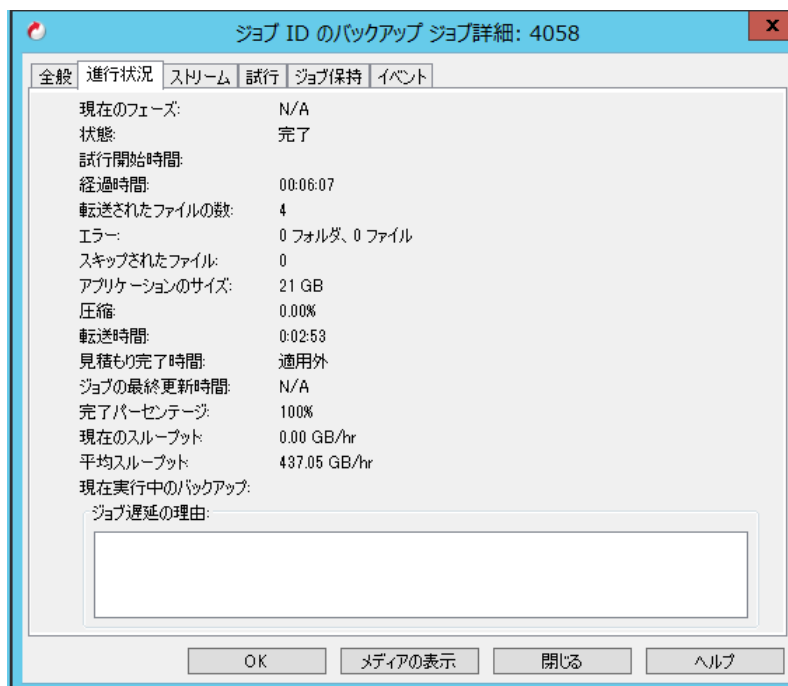 ジョブ ID のバックアップ ジョブ詳細: 4058
x
全般 進行状況 ストリーム 試行 ジョブ保持 イベント
現在のフェーズ: N/A
状態: 完了
試行開始時間:
経過時間: 00:06:07
転送されたファイルの数: 4
エラー: 0 フォルダ、0 ファイル
スキップされたファイル: 0
アプリケーションのサイズ: 21 GB
圧縮: 0.00%
転送時間: 0:02:53
見積もり完了時間: 適用外
ジョブの最終更新時間: N/A
完了パーセンテージ: 100%
現在のスループット: 0.00 GB/hr
平均スループット: 437.05 GB/hr
現在実行中のバックアップ:
ジョブ遅延の理由:
OK メディアの表示 閉じる ヘルプ